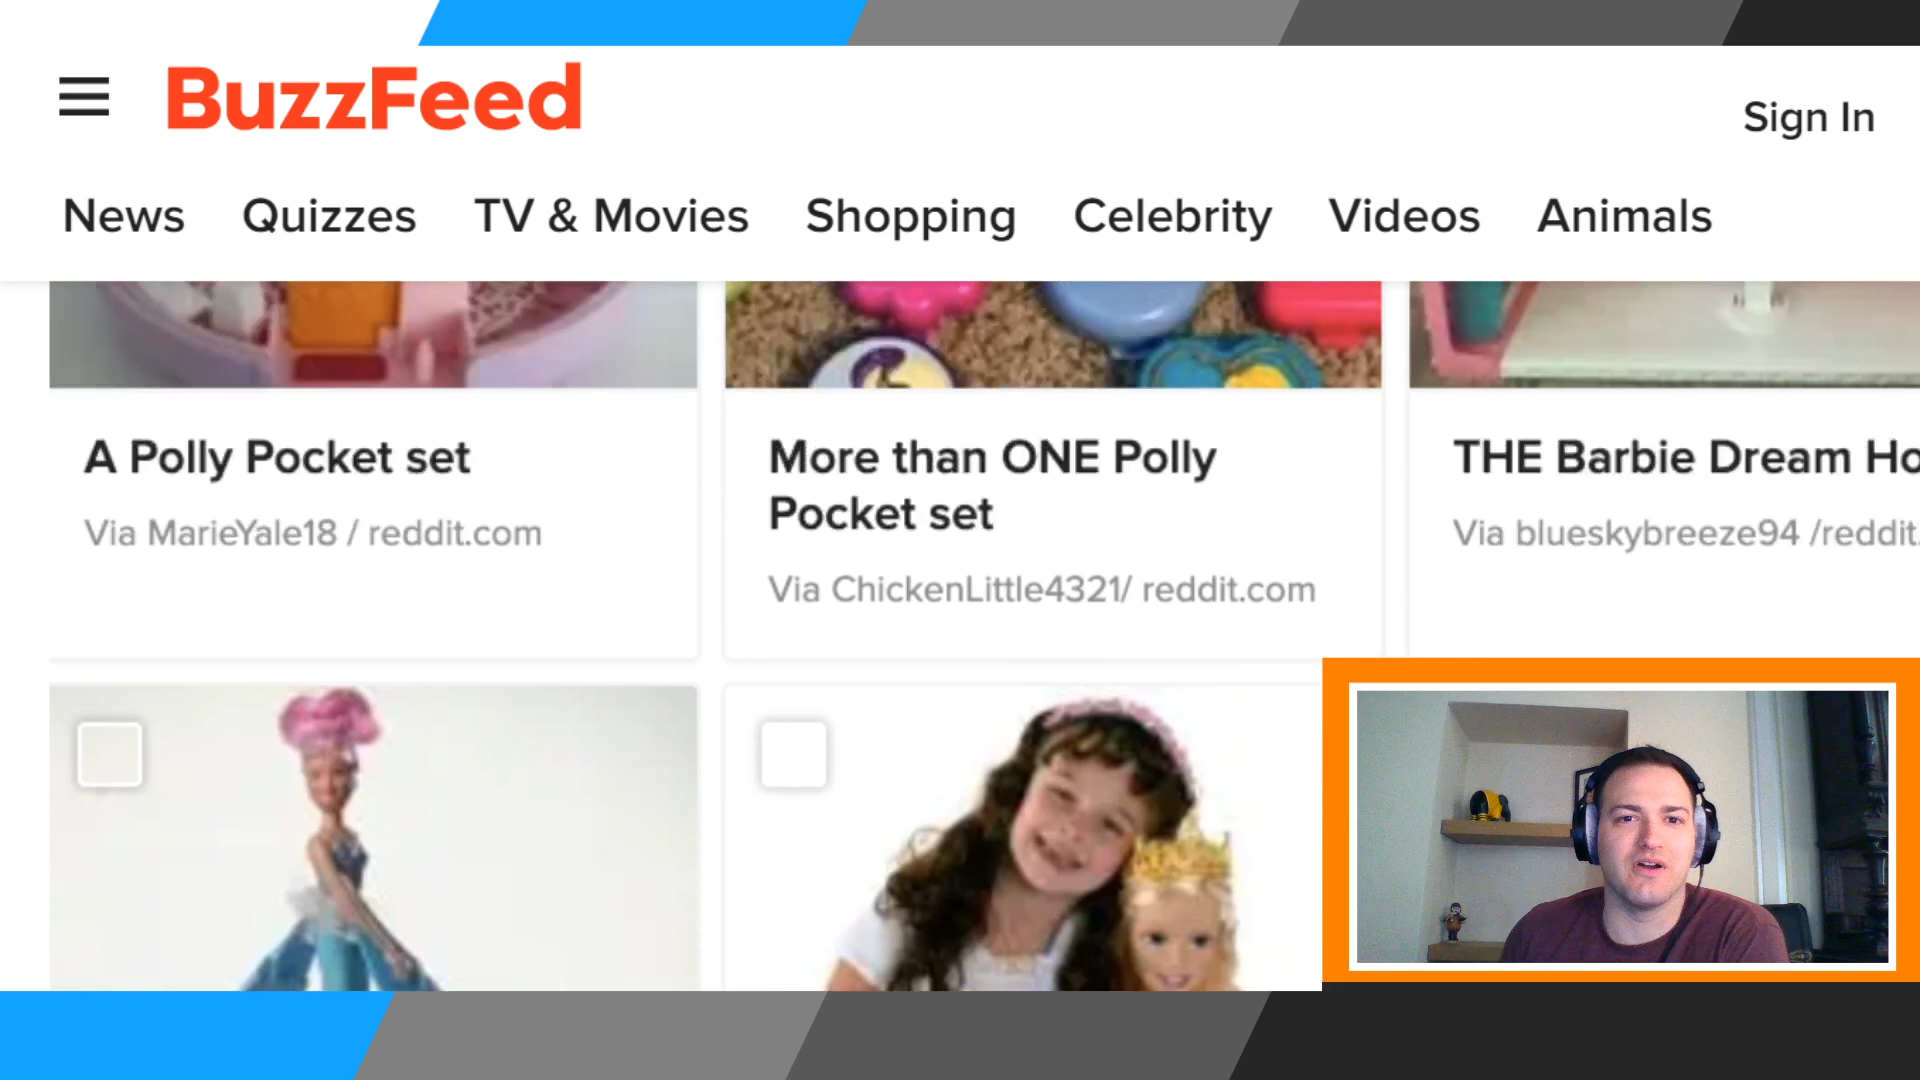 BuzzFeed
Sign In
News Quizzes TV & Movies Shopping Celebrity Videos Animals
A Polly Pocket set
Via MarieYale18 / reddit.com
More than ONE Polly
Pocket set
Via ChickenLittle4321/ reddit.com
THE Barbie Dream Ho
Via blueskybreeze94 /reddit.